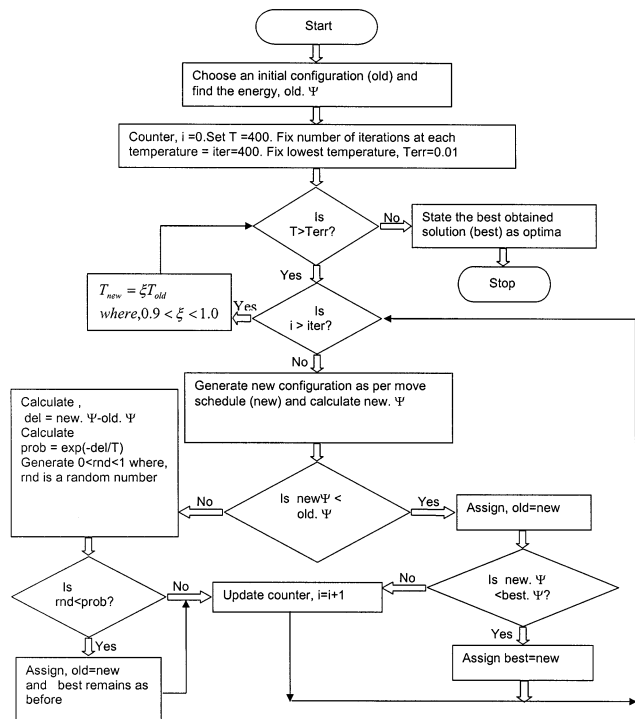 Start
Choose an initial configuration (old) and
find the energy, old. Ψ
Counter, i =0.Set T =400. Fix number of iterations at each
temperature = iter=400. Fix lowest temperature, Terr=0.01
Is
T>Terr?
No
State the best obtained
solution (best) as optima
Stop
Yes
T_new = ξT_old
where,0.9 < ξ < 1.0
Yes
Is
i > iter?
No
Generate new configuration as per move
schedule (new) and calculate new. Ψ
Calculate ,
del = new. Ψ-old. Ψ
Calculate
prob = exp(-del/T)
Generate 0<rnd<1 where,
rnd is a random number
No
Is newΨ <
old. Ψ
Yes
Assign, old=new
Is
rnd<prob?
No
Update counter, i=i+1
No
Is new. Ψ
<best. Ψ?
Yes
Assign, old=new
and best remains as
before
Yes
Assign best=new